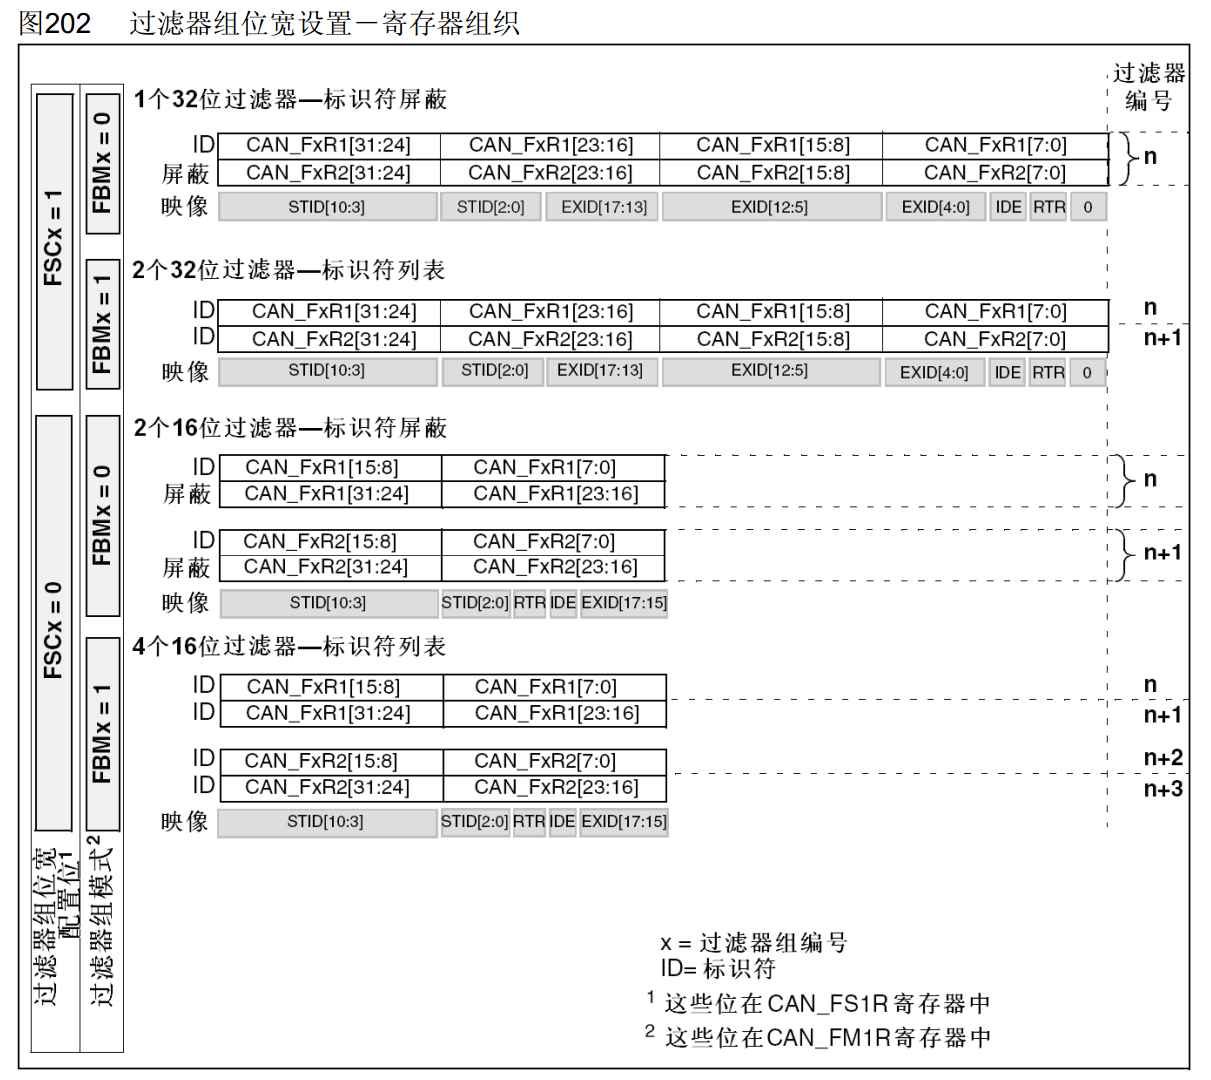 图202 过滤器组位宽设置－寄存器组织
过滤器
编号
FSCx = 1
FBMx = 0
1个32位过滤器—标识符屏蔽
ID CAN_FxR1[31:24] CAN_FxR1[23:16] CAN_FxR1[15:8] CAN_FxR1[7:0]
屏蔽 CAN_FxR2[31:24] CAN_FxR2[23:16] CAN_FxR2[15:8] CAN_FxR2[7:0]
n
映像 STID[10:3] STID[2:0] EXID[17:13] EXID[12:5] EXID[4:0] IDE RTR 0
FBMx = 1
2个32位过滤器—标识符列表
ID CAN_FxR1[31:24] CAN_FxR1[23:16] CAN_FxR1[15:8] CAN_FxR1[7:0] n
ID CAN_FxR2[31:24] CAN_FxR2[23:16] CAN_FxR2[15:8] CAN_FxR2[7:0] n+1
映像 STID[10:3] STID[2:0] EXID[17:13] EXID[12:5] EXID[4:0] IDE RTR 0
FSCx = 0
FBMx = 0
2个16位过滤器—标识符屏蔽
ID CAN_FxR1[15:8] CAN_FxR1[7:0]
屏蔽 CAN_FxR1[31:24] CAN_FxR1[23:16]
n
ID CAN_FxR2[15:8] CAN_FxR2[7:0]
屏蔽 CAN_FxR2[31:24] CAN_FxR2[23:16]
n+1
映像 STID[10:3] STID[2:0] RTR IDE EXID[17:15]
FBMx = 1
4个16位过滤器—标识符列表
ID CAN_FxR1[15:8] CAN_FxR1[7:0] n
ID CAN_FxR1[31:24] CAN_FxR1[23:16] n+1
ID CAN_FxR2[15:8] CAN_FxR2[7:0] n+2
ID CAN_FxR2[31:24] CAN_FxR2[23:16] n+3
映像 STID[10:3] STID[2:0] RTR IDE EXID[17:15]
过滤器组位宽
配置位1
过滤器组模式2
x = 过滤器组编号
ID= 标识符
1 这些位在CAN_FS1R寄存器中
2 这些位在CAN_FM1R寄存器中